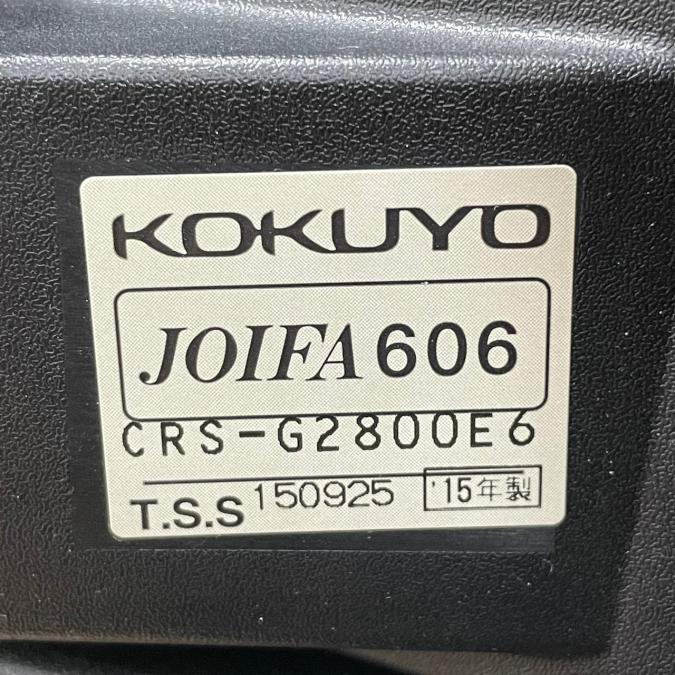 KOKUYO
JOIFA 606
CRS-G2800E6
T.S.S 150925 '15年製